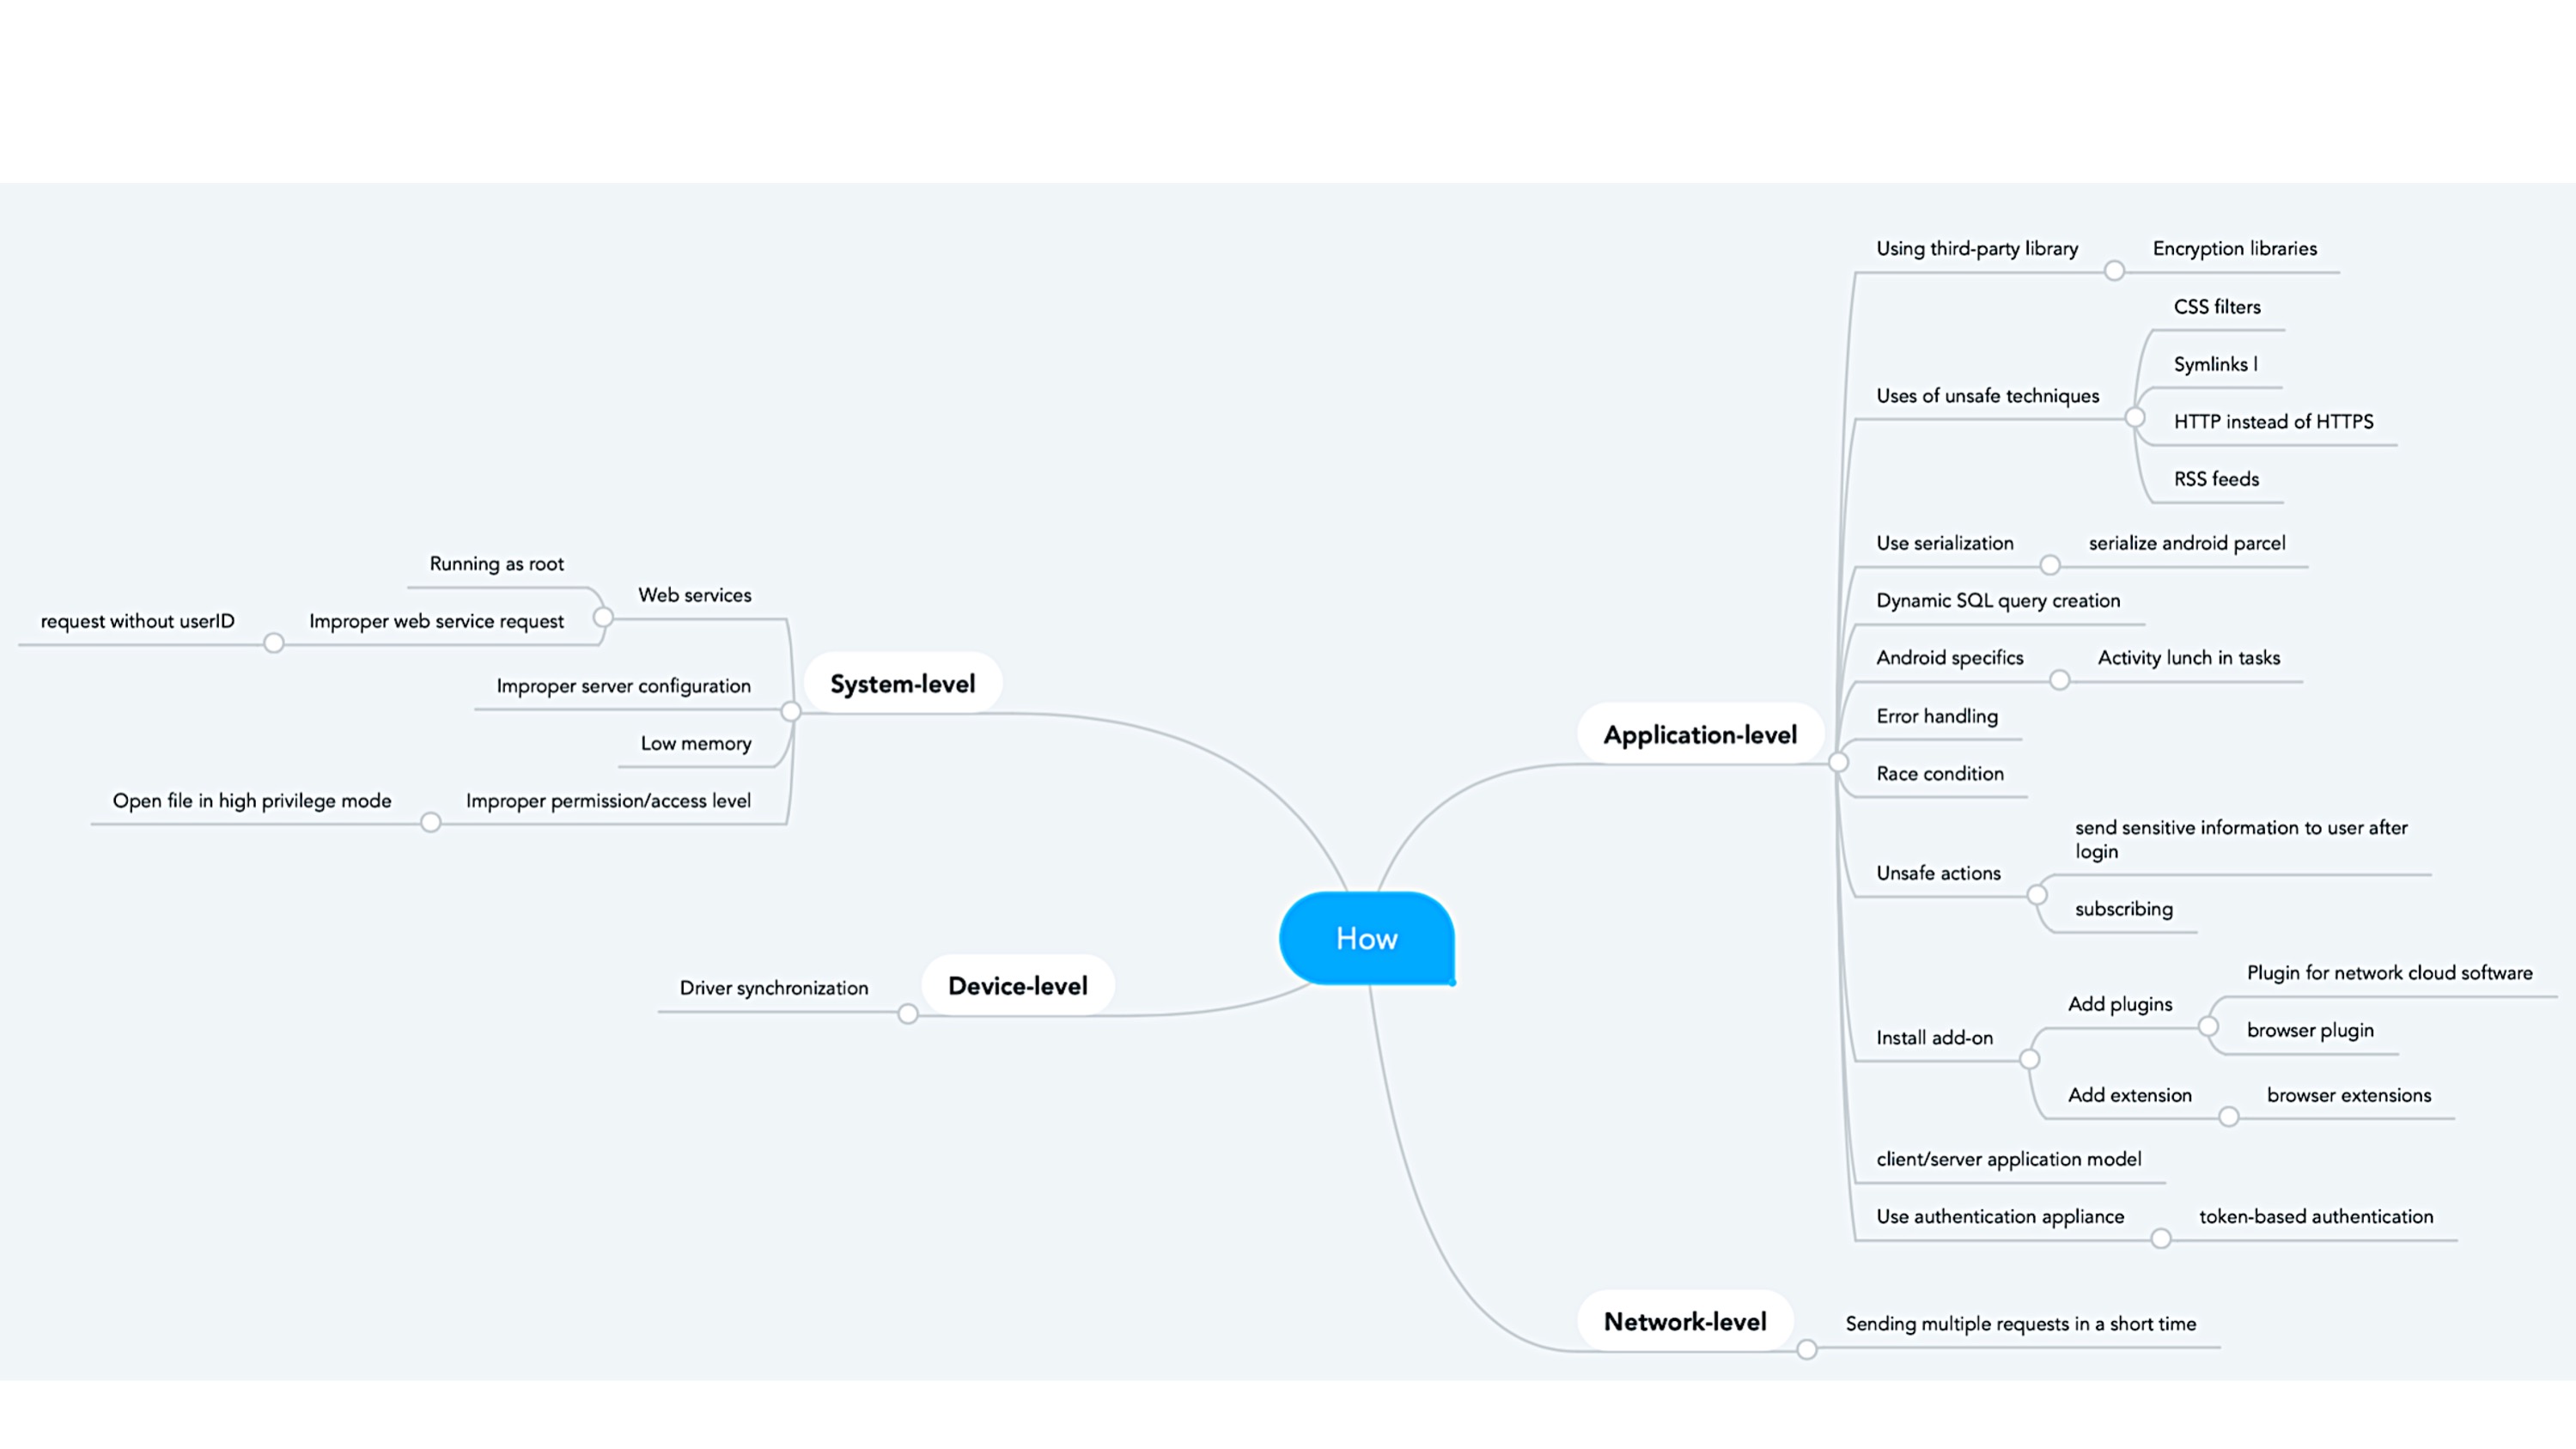 Using third-party library
Encryption libraries
CSS filters
Symlinks l
Uses of unsafe techniques
HTTP instead of HTTPS
RSS feeds
Use serialization
serialize android parcel
Dynamic SQL query creation
Android specifics
Activity lunch in tasks
Error handling
Race condition
send sensitive information to user after
login
Unsafe actions
subscribing
Plugin for network cloud software
Add plugins
browser plugin
Install add-on
Add extension
browser extensions
client/server application model
Use authentication appliance
token-based authentication
Application-level
Running as root
Web services
request without userID
Improper web service request
Improper server configuration
System-level
Low memory
Open file in high privilege mode
Improper permission/access level
How
Driver synchronization
Device-level
Network-level
Sending multiple requests in a short time